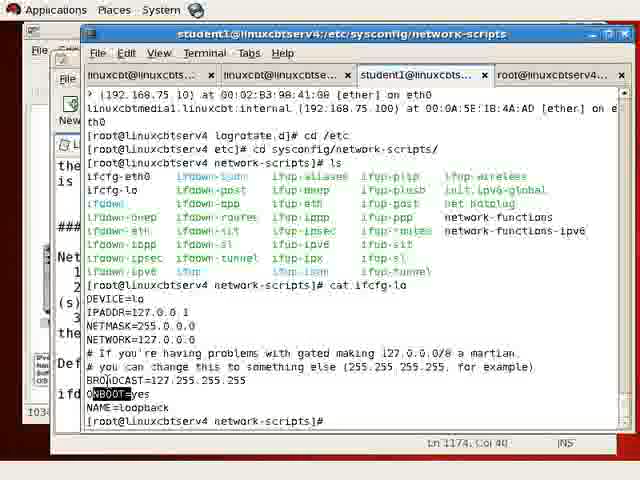 Applications Places System
student1@linuxcbtserv4:/etc/sysconfig/network-scripts
File Edit View Terminal Tabs Help
linuxcbt@linuxcbts... linuxcbt@linuxcbtse... student1@linuxcbts... root@linuxcbtserv4...
? (192.168.75.10) at 00:02:B3:98:41:08 [ether] on eth0
linuxcbtmedia1.linuxcbt.internal (192.168.75.100) at 00:0A:5E:1B:4A:AD [ether] on e
th0
[root@linuxcbtserv4 logrotate.d]# cd /etc
[root@linuxcbtserv4 etc]# cd sysconfig/network-scripts/
[root@linuxcbtserv4 network-scripts]# ls
ifcfg-eth0 ifdown-isdn ifup-aliases ifup-plip ifup-wireless
ifcfg-lo ifdown-post ifup-bnep ifup-plusb init.ipv6-global
ifdown ifdown-ppp ifup-eth ifup-post net.hotplug
ifdown-bnep ifdown-routes ifup-ippp ifup-ppp network-functions
ifdown-eth ifdown-sit ifup-ipsec ifup-routes network-functions-ipv6
ifdown-ippp ifdown-sl ifup-ipv6 ifup-sit
ifdown-ipsec ifdown-tunnel ifup-ipx ifup-sl
ifdown-ipv6 ifup ifup-isdn ifup-tunnel
[root@linuxcbtserv4 network-scripts]# cat ifcfg-lo
DEVICE=lo
IPADDR=127.0.0.1
NETMASK=255.0.0.0
NETWORK=127.0.0.0
# If you're having problems with gated making 127.0.0.0/8 a martian,
# you can change this to something else (255.255.255.255, for example)
BROADCAST=127.255.255.255
ONBOOT=yes
NAME=loopback
[root@linuxcbtserv4 network-scripts]#
File
File
New
the
is
###
Net
1
2
(s)
3
the
Def
ifd
1034
Ln 1174, Col 40 INS